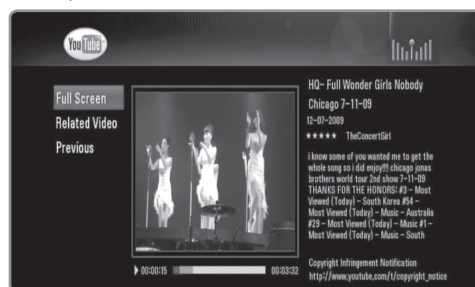 You Tube
Full Screen
Related Video
Previous
00:00:15
00:03:32
HQ- Full Wonder Girls Nobody
Chicago 7-11-09
12-07-2009
★★★★★ TheConcertGirl
i know some of you wanted me to get the
whole song so i did enjoy!!!! chicago jonas
brothers world tour 2nd show 7-11-09
THANKS FOR THE HONORS: #3 - Most
Viewed (Today) - South Korea #54 -
Most Viewed (Today) - Music - Australia
#29 - Most Viewed (Today) - Music #1 -
Most Viewed (Today) - Music - South
Copyright Infringement Notification
http://www.youtube.com/t/copyright_notice